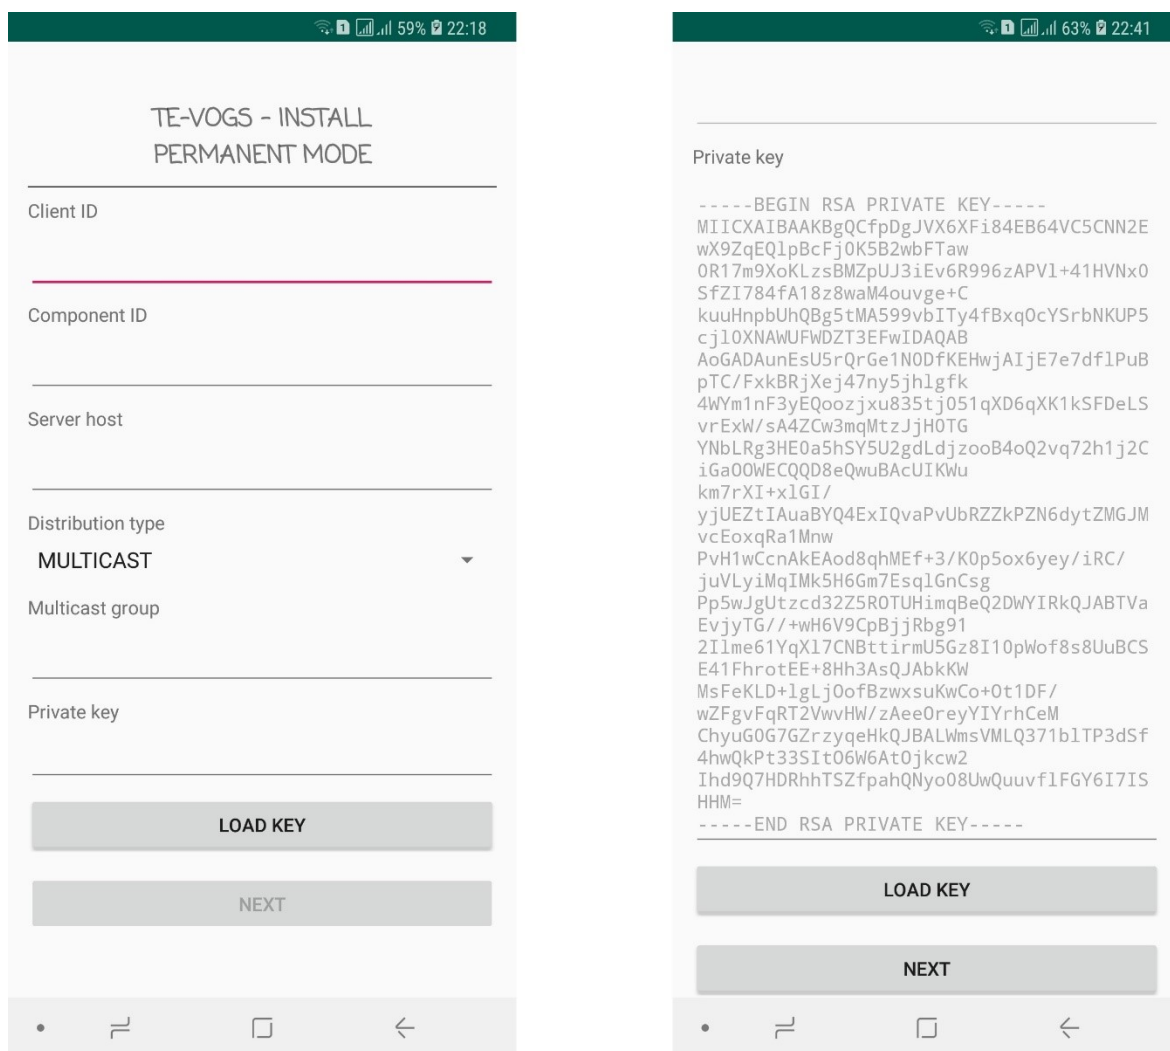 59% 22:18
TE-VOGS - INSTALL
PERMANENT MODE
Client ID
Component ID
Server host
Distribution type
MULTICAST
Multicast group
Private key
LOAD KEY
NEXT
63% 22:41
Private key
-----BEGIN RSA PRIVATE KEY-----
MIICXAIBAAKBgQCfpDgJVX6XFi84EB64VC5CNN2E
wX9ZqEQlpBcFj0K5B2wbFTaw
0R17m9XoKLzsBMZpUJ3iEv6R996zAPVl+41HVNx0
SfZI784fA18z8waM4ouvge+C
kuuHnpbUhQBg5tMA599vbITy4fBxqOcYSrbNKUP5
cjl0XNAWUFWDZT3EFwIDAQAB
AoGADAunEsU5rQrGe1N0DfKEHwjAIjE7e7dflPuB
pTC/FxkBRjXej47ny5jhlgfk
4WYm1nF3yEQoozjxu835tj051qXD6qXK1kSFDeLS
vrExW/sA4ZCw3mqMtzJjH0TG
YNbLRg3HE0a5hSY5U2gdLdjzooB4oQ2vq72h1j2C
iGaOOWECQQD8eQwuBAcUIKWu
km7rXI+xlGI/
yjUEZtIAuaBYQ4ExIQvaPvUbRZZkPZN6dytZMGJM
vcEoxqRa1Mnw
PvH1wCcnAkEAod8qhMEf+3/K0p5ox6yey/iRC/
juVLyiMqIMk5H6Gm7EsqlGnCsg
Pp5wJgUtzcd32Z5ROTUHimqBeQ2DWYIRkQJABTVa
EvjyTG//+wH6V9CpBjjRbg91
2Ilme61YqXl7CNBttirmU5Gz8I10pWof8s8UuBCS
E41FhrotEE+8Hh3AsQJAbkKW
MsFeKLD+lgLjOofBzwxsuKwCo+Ot1DF/
wZFgvFqRT2VwvHW/zAeeOreyYIYrhCeM
ChyuG0G7GZrzyqeHkQJBALWmsVMLQ371blTP3dSf
4hwQkPt33SItO6W6AtOjkcw2
Ihd9Q7HDRhhTSZfpahQNyo08UwQuuvflFGY6I7IS
HHM=
-----END RSA PRIVATE KEY-----
LOAD KEY
NEXT